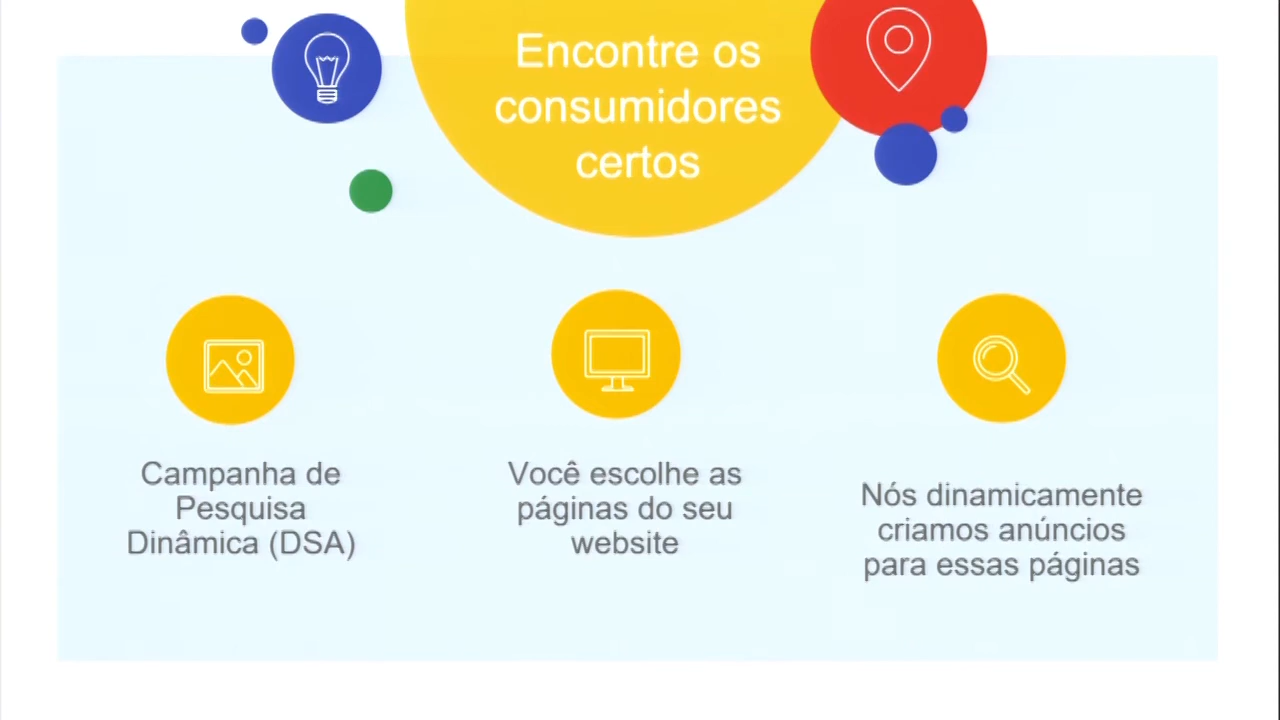 Encontre os
consumidores
certos
Campanha de
Pesquisa
Dinâmica (DSA)
Você escolhe as
páginas do seu
website
Nós dinamicamente
criamos anúncios
para essas páginas